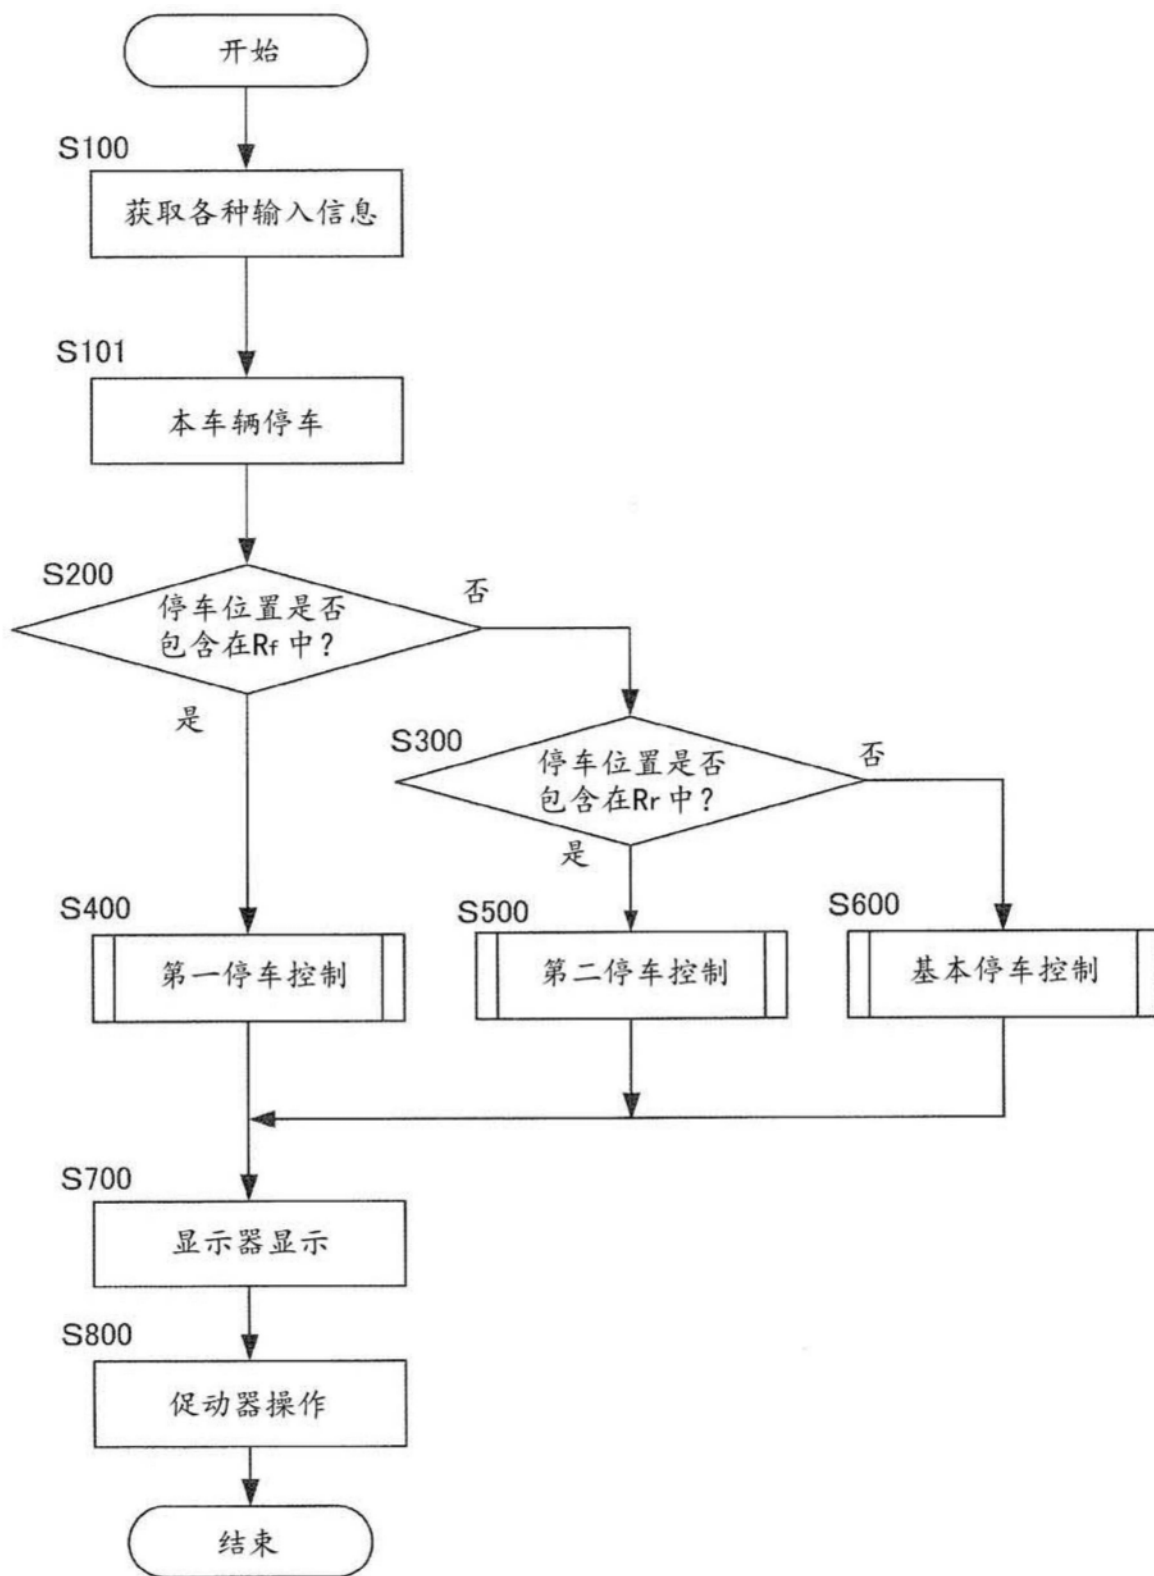 开始
S100
获取各种输入信息
S101
本车辆停车
S200
停车位置是否
包含在Rf中?
否
是
S300
停车位置是否
包含在Rr中?
否
是
S400
第一停车控制
S500
第二停车控制
S600
基本停车控制
S700
显示器显示
S800
促动器操作
结束